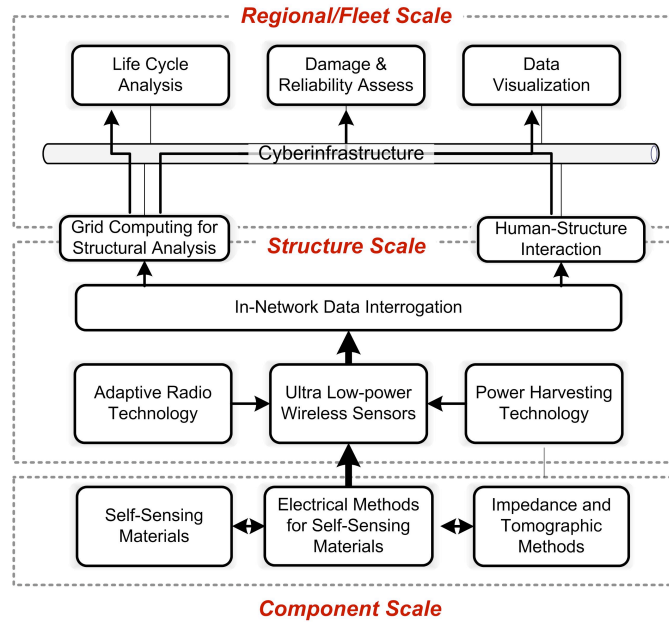 Regional/Fleet Scale
Life Cycle
Analysis
Damage &
Reliability Assess
Data
Visualization
Cyberinfrastructure
Grid Computing for
Structural Analysis
Structure Scale
Human-Structure
Interaction
In-Network Data Interrogation
Adaptive Radio
Technology
Ultra Low-power
Wireless Sensors
Power Harvesting
Technology
Self-Sensing
Materials
Electrical Methods
for Self-Sensing
Materials
Impedance and
Tomographic
Methods
Component Scale